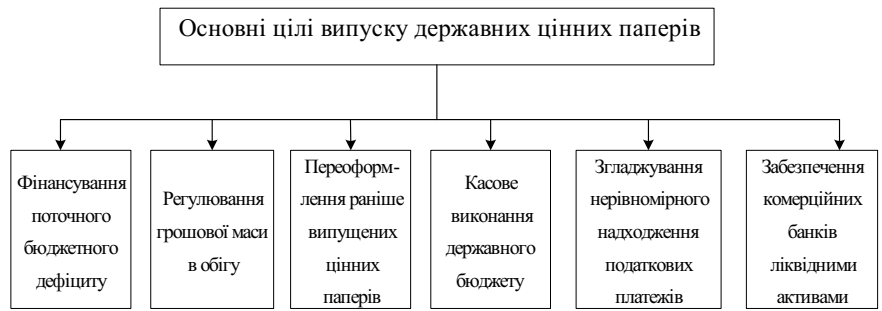 Основні цілі випуску державних цінних паперів
Фінансування
поточного
бюджетного
дефіциту
Регулювання
грошової маси
в обігу
Переоформ-
лення раніше
випущених
цінних
паперів
Касове
виконання
державного
бюджету
Згладжування
нерівномірного
надходження
податкових
платежів
Забезпечення
комерційних
банків
ліквідними
активами